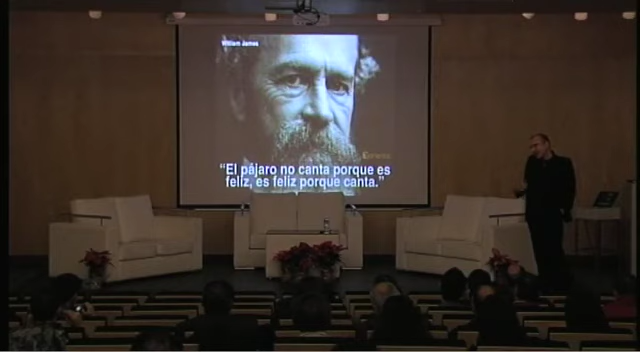 William James
“El pájaro no canta porque es
feliz, es feliz porque canta.”